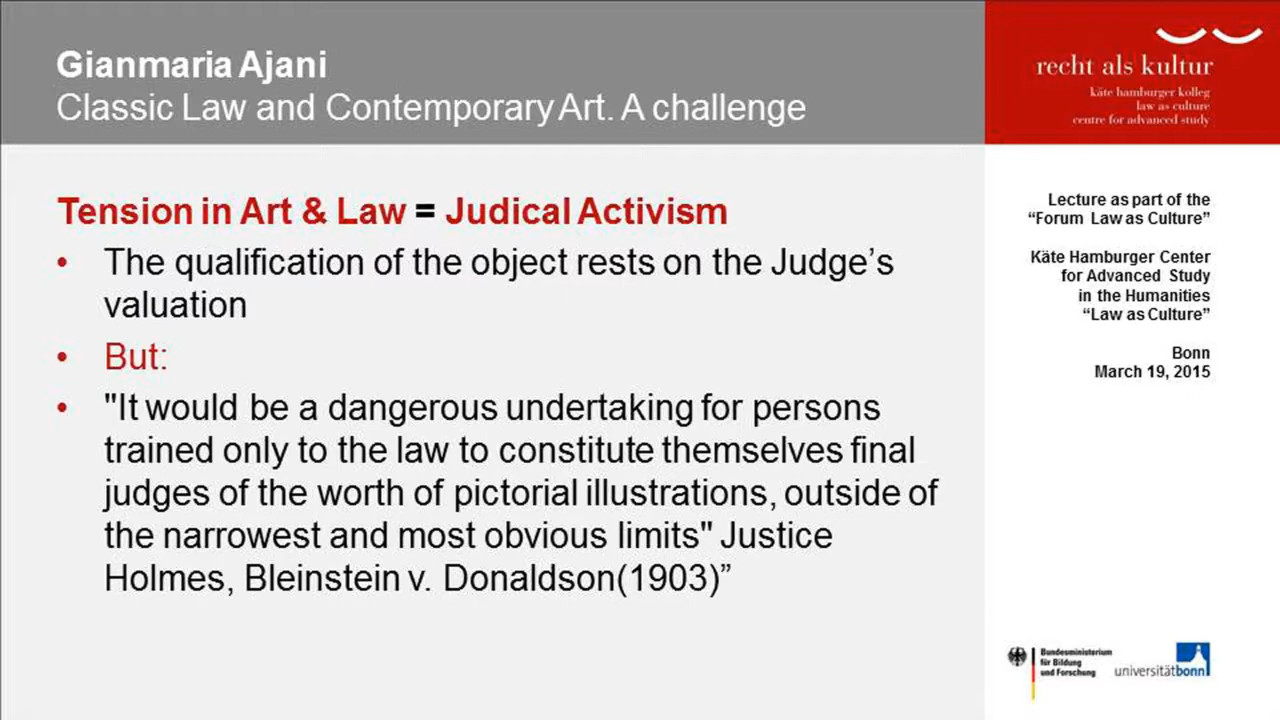 Gianmaria Ajani
Classic Law and Contemporary Art. A challenge
recht als kultur
käte hamburger kolleg
law as culture
centre for advanced study
Tension in Art & Law = Judical Activism
• The qualification of the object rests on the Judge’s
valuation
• But:
• "It would be a dangerous undertaking for persons
trained only to the law to constitute themselves final
judges of the worth of pictorial illustrations, outside of
the narrowest and most obvious limits" Justice
Holmes, Bleinstein v. Donaldson(1903)”
Lecture as part of the
“Forum Law as Culture”
Käte Hamburger Center
for Advanced Study
in the Humanities
“Law as Culture”
Bonn
March 19, 2015
Bundesministerium
für Bildung
und Forschung
universitätbonn